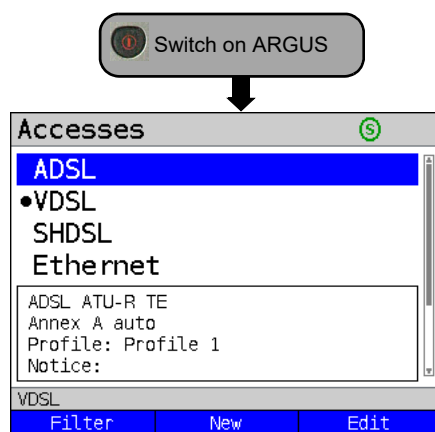 Switch on ARGUS
Accesses S
ADSL
●VDSL
SHDSL
Ethernet
ADSL ATU-R TE
Annex A auto
Profile: Profile 1
Notice:
VDSL
Filter New Edit